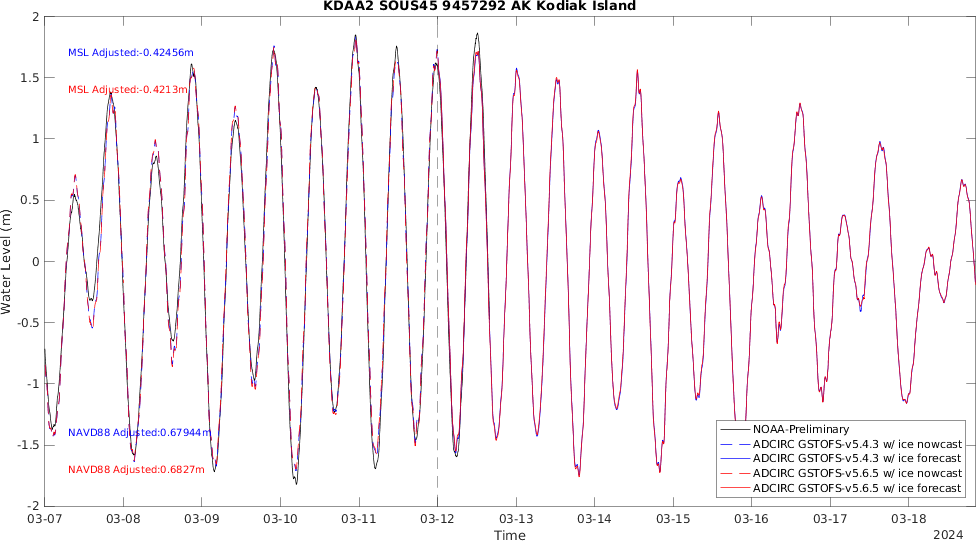 KDAA2 SOUS45 9457292 AK Kodiak Island
2
1.5
1
0.5
0
-0.5
-1
-1.5
-2
Water Level (m)
MSL Adjusted:-0.42456m
MSL Adjusted:-0.4213m
NAVD88 Adjusted:0.67944m
NAVD88 Adjusted:0.6827m
NOAA-Preliminary
ADCIRC GSTOFS-v5.4.3 w/ ice nowcast
ADCIRC GSTOFS-v5.4.3 w/ ice forecast
ADCIRC GSTOFS-v5.6.5 w/ ice nowcast
ADCIRC GSTOFS-v5.6.5 w/ ice forecast
03-07 03-08 03-09 03-10 03-11 03-12 03-13 03-14 03-15 03-16 03-17 03-18
Time
2024